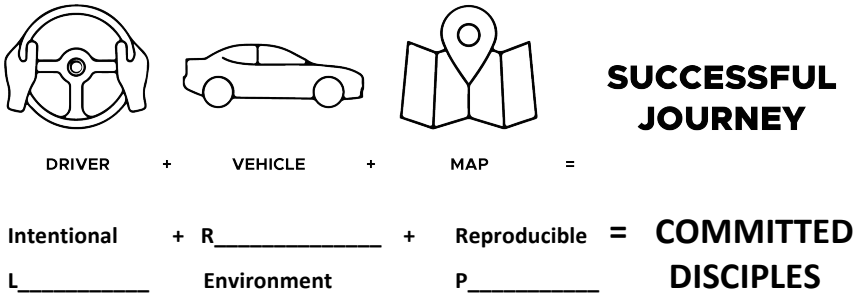 SUCCESSFUL
JOURNEY
DRIVER + VEHICLE + MAP =
Intentional + R______________ + Reproducible = COMMITTED
L___________ Environment P___________ DISCIPLES